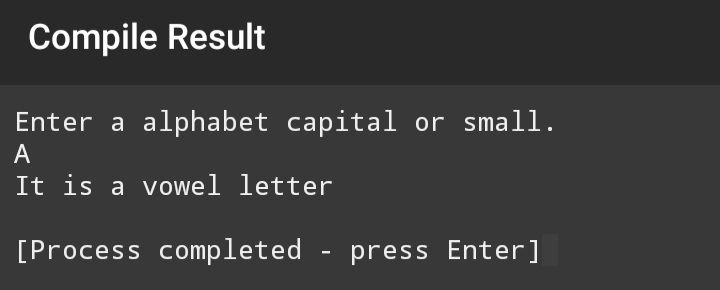 Compile Result
Enter a alphabet capital or small.
A
It is a vowel letter
[Process completed - press Enter]